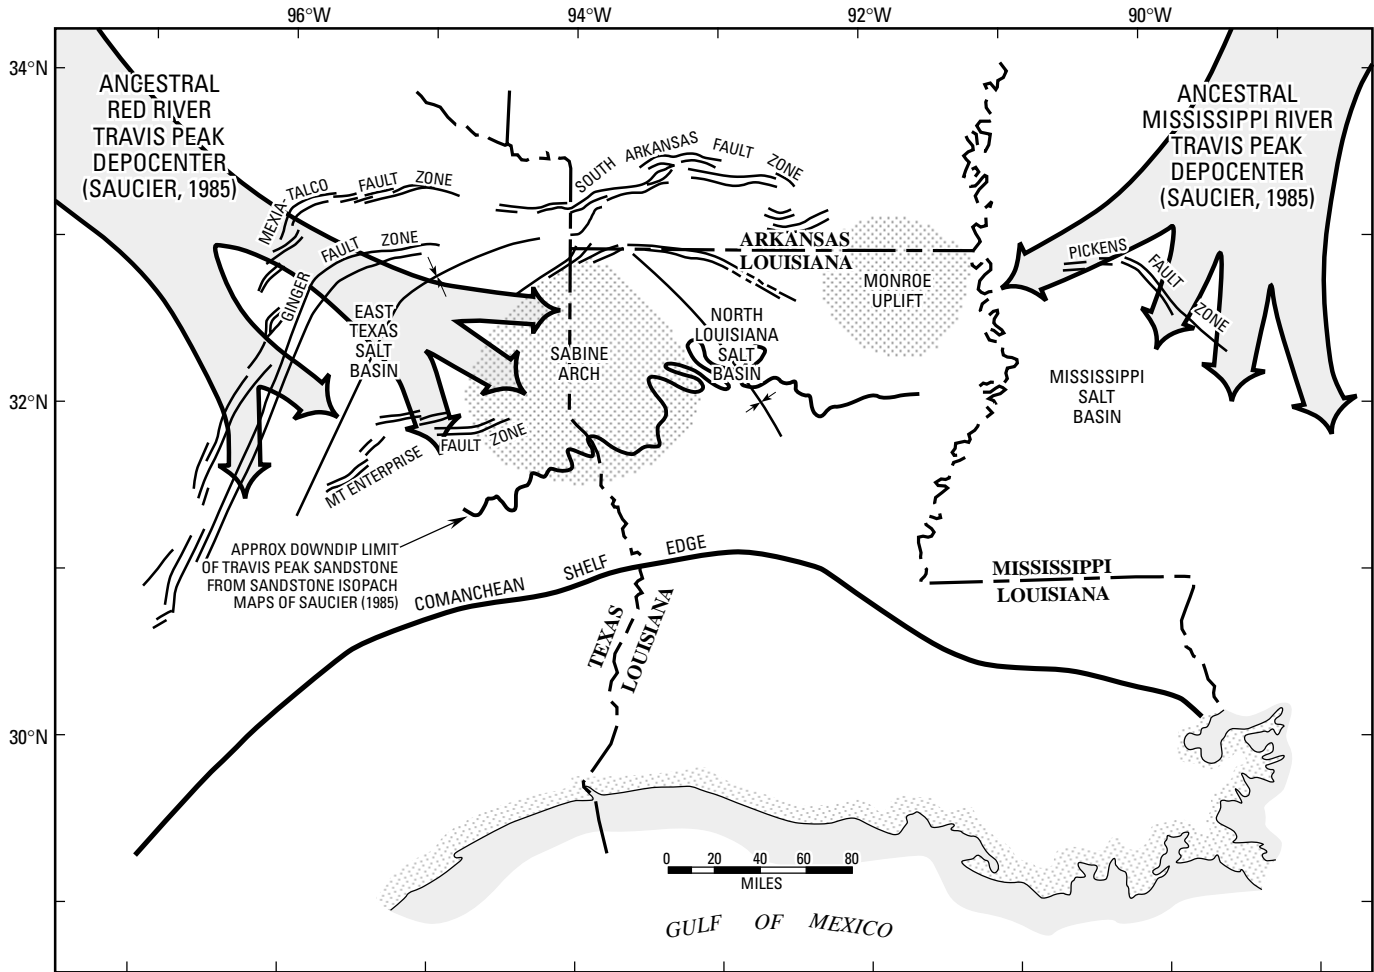 96°W
94°W
92°W
90°W
34°N
32°N
30°N
ANCESTRAL
RED RIVER
TRAVIS PEAK
DEPOCENTER
(SAUCIER, 1985)
ANCESTRAL
MISSISSIPPI RIVER
TRAVIS PEAK
DEPOCENTER
(SAUCIER, 1985)
MEXIA-TALCO FAULT ZONE
SOUTH ARKANSAS FAULT ZONE
GINGER FAULT ZONE
PICKENS FAULT ZONE
ARKANSAS
LOUISIANA
MONROE
UPLIFT
EAST
TEXAS
SALT
BASIN
SABINE
ARCH
NORTH
LOUISIANA
SALT
BASIN
MISSISSIPPI
SALT
BASIN
MT ENTERPRISE FAULT ZONE
APPROX DOWNDIP LIMIT
OF TRAVIS PEAK SANDSTONE
FROM SANDSTONE ISOPACH
MAPS OF SAUCIER (1985)
COMANCHEAN SHELF EDGE
TEXAS
LOUISIANA
MISSISSIPPI
LOUISIANA
0 20 40 60 80
MILES
GULF OF MEXICO